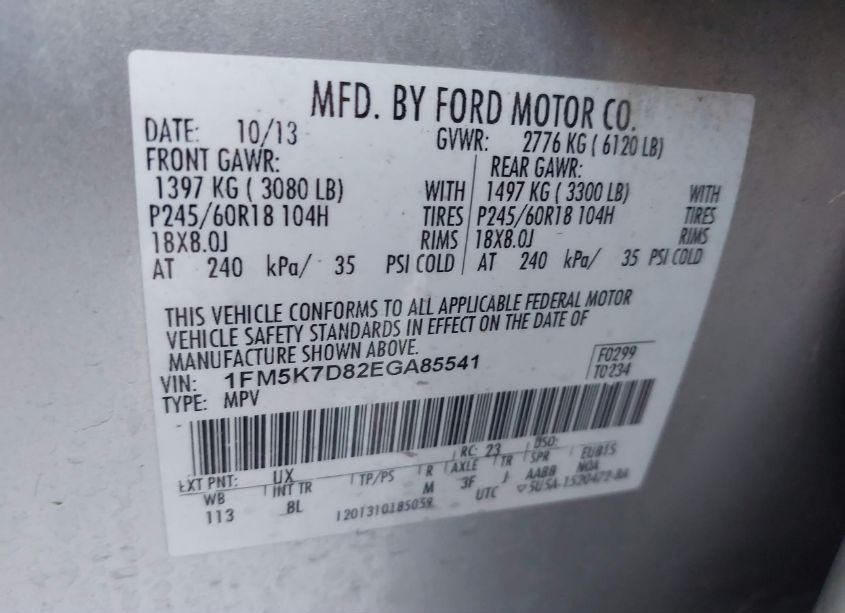 MFD. BY FORD MOTOR CO.
DATE: 10/13 GVWR: 2776 KG ( 6120 LB)
FRONT GAWR: REAR GAWR:
1397 KG ( 3080 LB) WITH 1497 KG ( 3300 LB) WITH
P245/60R18 104H TIRES P245/60R18 104H TIRES
18X8.0J RIMS 18X8.0J RIMS
AT 240 kPa/ 35 PSI COLD AT 240 kPa/ 35 PSI COLD
THIS VEHICLE CONFORMS TO ALL APPLICABLE FEDERAL MOTOR
VEHICLE SAFETY STANDARDS IN EFFECT ON THE DATE OF
MANUFACTURE SHOWN ABOVE.
VIN: 1FM5K7D82EGA85541 F0299
TYPE: MPV T0234
EXT PNT: UX RC: 23 DSO:
WB INT TR TP/PS R AXLE TR SPR EUBIS
113 BL M 3F J AABB NOA
1201310185059 UTC